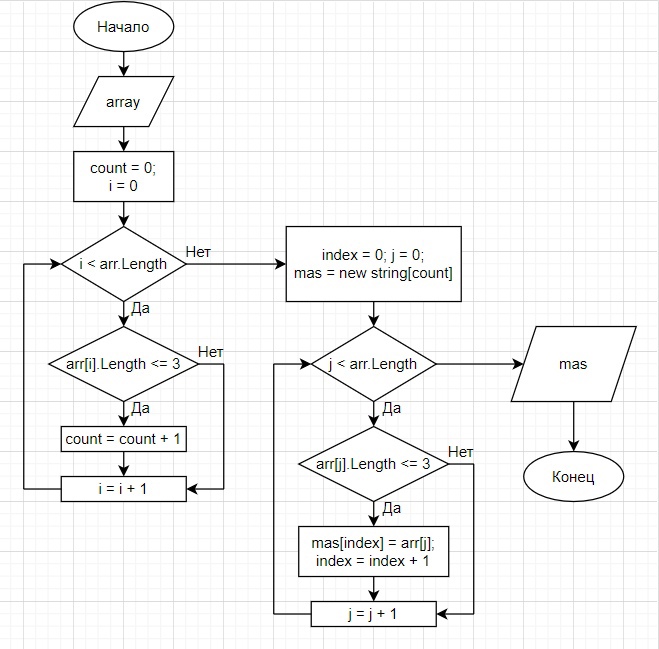 Начало
array
count = 0;
i = 0
i < arr.Length
Нет
Да
arr[i].Length <= 3
Нет
Да
count = count + 1
i = i + 1
index = 0; j = 0;
mas = new string[count]
j < arr.Length
Да
arr[j].Length <= 3
Нет
Да
mas[index] = arr[j];
index = index + 1
j = j + 1
mas
Конец